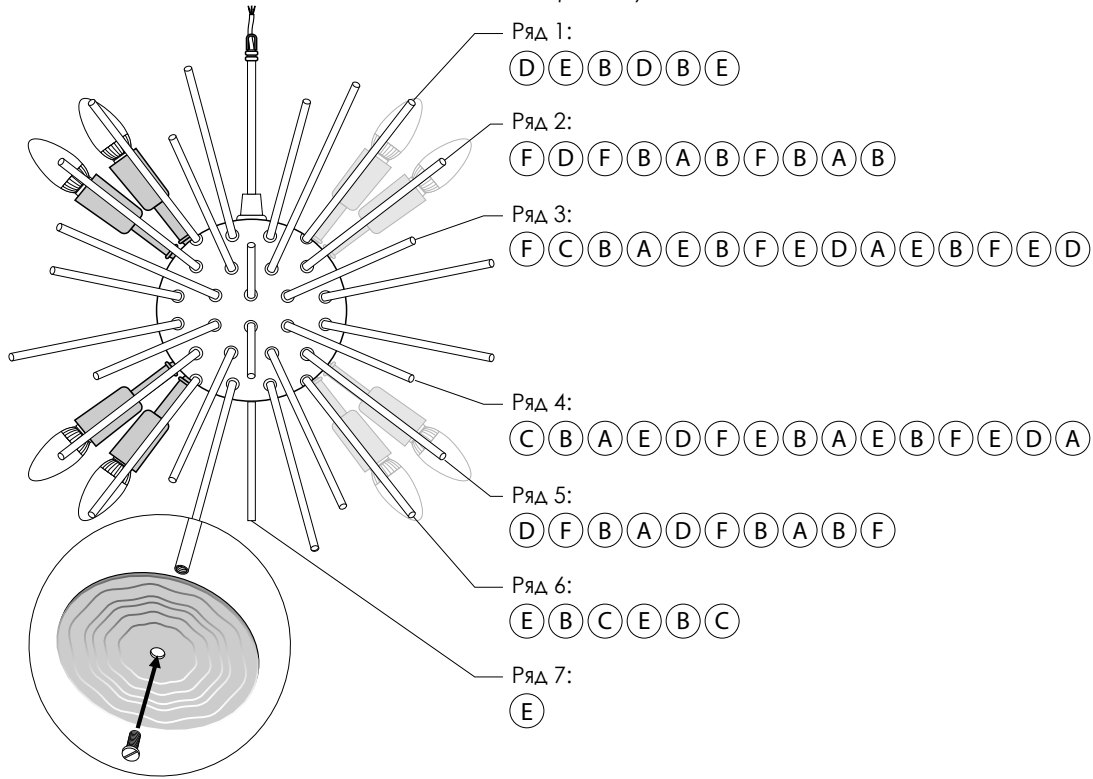 Ряд 1:
D E B D B E
Ряд 2:
F D F B A B F B A B
Ряд 3:
F C B A E B F E D A E B F E D
Ряд 4:
C B A E D F E B A E B F E D A
Ряд 5:
D F B A D F B A B F
Ряд 6:
E B C E B C
Ряд 7:
E